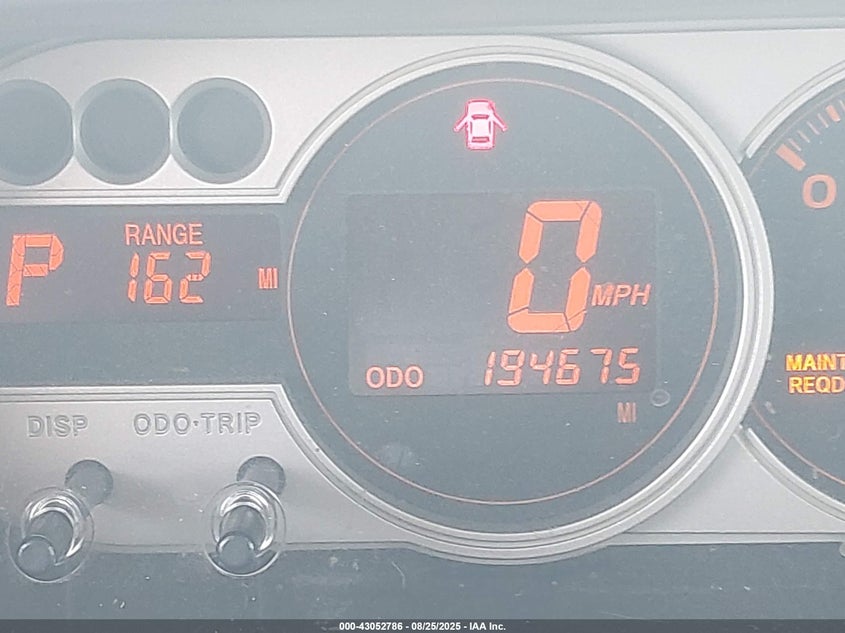 P
RANGE
162 MI
0 MPH
ODO 194675
MI
0
MAINT
REQD
DISP ODO·TRIP
000-43052786 - 08/25/2025 - IAA Inc.